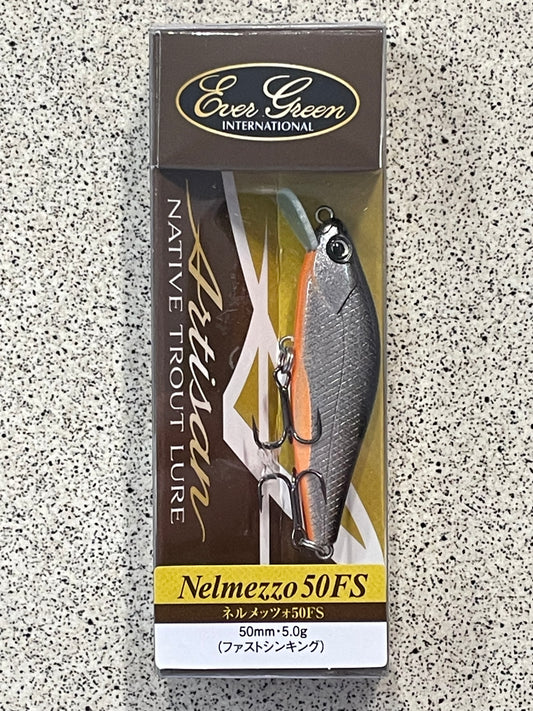 Ever Green
INTERNATIONAL
Artisan
NATIVE TROUT LURE
Nelmezzo 50FS
ネルメッツォ50FS
50mm・5.0g
(ファストシンキング)